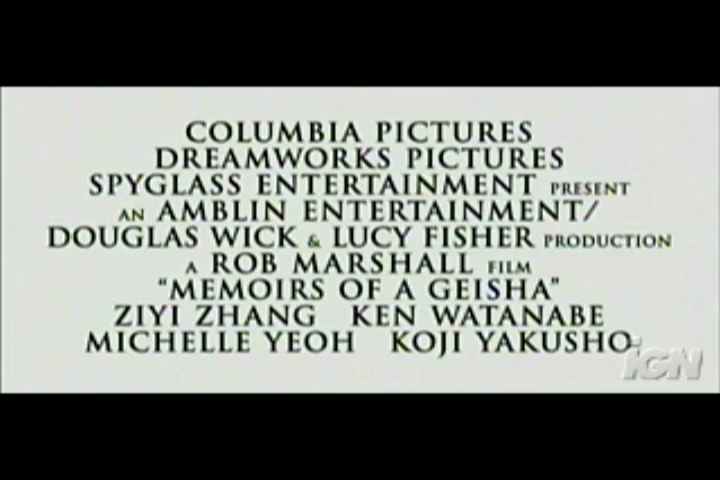 COLUMBIA PICTURES
DREAMWORKS PICTURES
SPYGLASS ENTERTAINMENT PRESENT
AN AMBLIN ENTERTAINMENT/
DOUGLAS WICK & LUCY FISHER PRODUCTION
A ROB MARSHALL FILM
"MEMOIRS OF A GEISHA"
ZIYI ZHANG KEN WATANABE
MICHELLE YEOH KOJI YAKUSHO
IGN